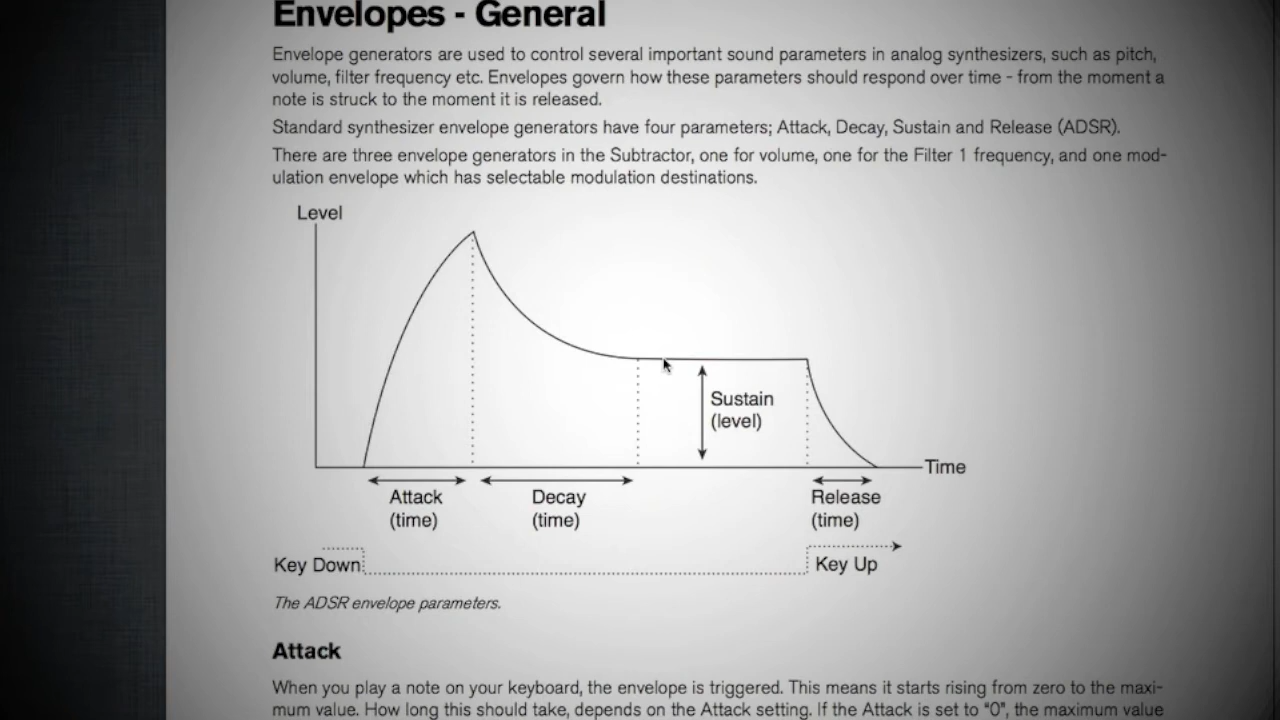 Envelopes - General
Envelope generators are used to control several important sound parameters in analog synthesizers, such as pitch,
volume, filter frequency etc. Envelopes govern how these parameters should respond over time - from the moment a
note is struck to the moment it is released.
Standard synthesizer envelope generators have four parameters; Attack, Decay, Sustain and Release (ADSR).
There are three envelope generators in the Subtractor, one for volume, one for the Filter 1 frequency, and one mod-
ulation envelope which has selectable modulation destinations.
Level
Sustain
(level)
Time
Attack
(time)
Decay
(time)
Release
(time)
Key Down
Key Up
The ADSR envelope parameters.
Attack
When you play a note on your keyboard, the envelope is triggered. This means it starts rising from zero to the maxi-
mum value. How long this should take, depends on the Attack setting. If the Attack is set to "0", the maximum value